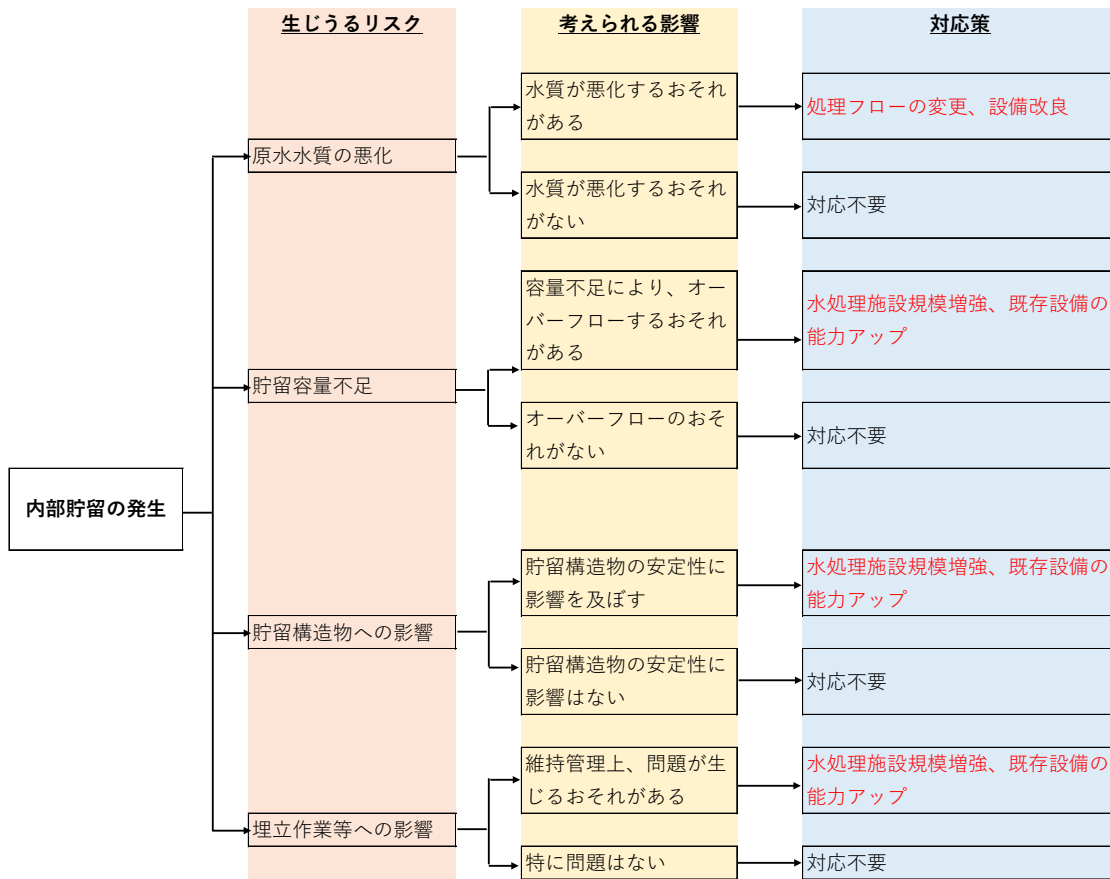 生じうるリスク
考えられる影響
対応策
水質が悪化するおそれ
がある
処理フローの変更、設備改良
原水水質の悪化
水質が悪化するおそれ
がない
対応不要
容量不足により、オー
バーフローするおそれ
がある
水処理施設規模増強、既存設備の
能力アップ
貯留容量不足
オーバーフローのおそ
れがない
対応不要
内部貯留の発生
貯留構造物の安定性に
影響を及ぼす
水処理施設規模増強、既存設備の
能力アップ
貯留構造物への影響
貯留構造物の安定性に
影響はない
対応不要
維持管理上、問題が生
じるおそれがある
水処理施設規模増強、既存設備の
能力アップ
埋立作業等への影響
特に問題はない
対応不要